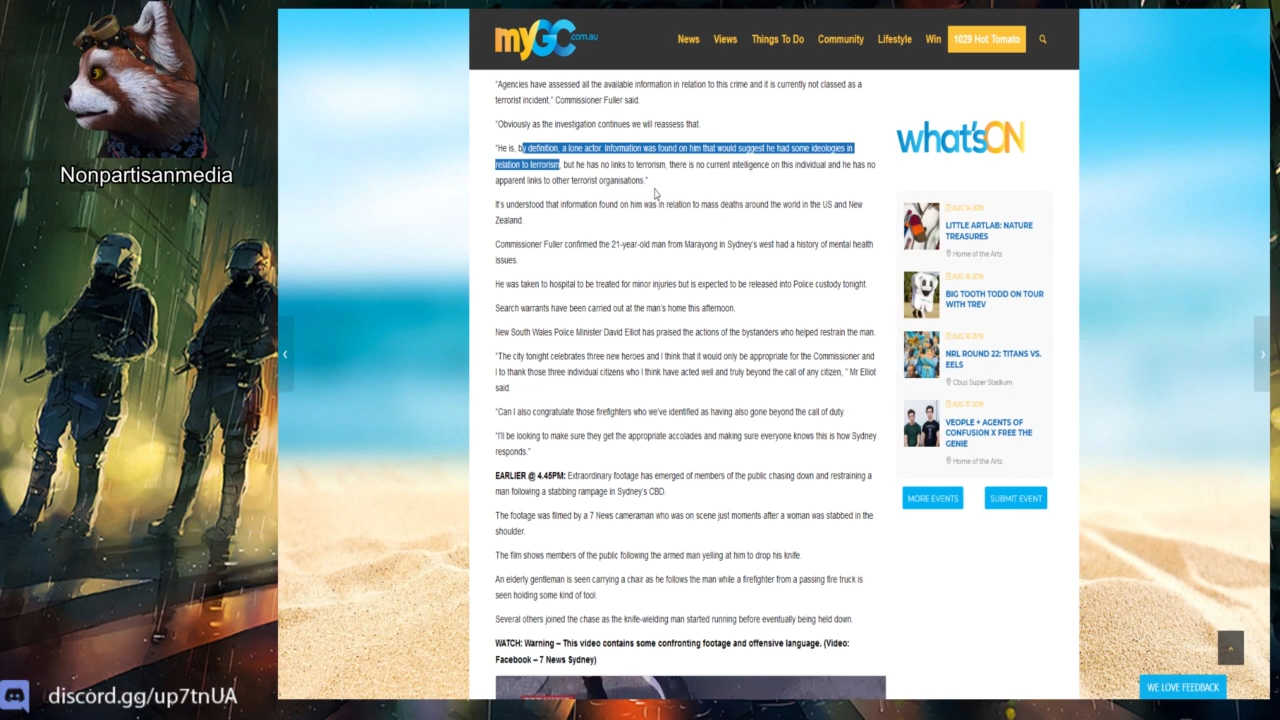 myGC.com.au
News Views Things To Do Community Lifestyle Win 1029 Hot Tomato
"Agencies have assessed all the available information in relation to this crime and it is currently not classed as a
terrorist incident," Commissioner Fuller said.
"Obviously as the investigation continues we will reassess that.
"He is, by definition, a lone actor. Information was found on him that would suggest he had some ideologies in
relation to terrorism, but he has no links to terrorism, there is no current intelligence on this individual and he has no
apparent links to other terrorist organisations."
It's understood that information found on him was in relation to mass deaths around the world in the US and New
Zealand.
Commissioner Fuller confirmed the 21-year-old man from Marayong in Sydney's west had a history of mental health
issues.
He was taken to hospital to be treated for minor injuries but is expected to be released into Police custody tonight.
Search warrants have been carried out at the man's home this afternoon.
New South Wales Police Minister David Elliot has praised the actions of the bystanders who helped restrain the man.
"The city tonight celebrates three new heroes and I think that it would only be appropriate for the Commissioner and
I to thank those three individual citizens who I think have acted well and truly beyond the call of any citizen, " Mr Elliot
said.
"Can I also congratulate those firefighters who we've identified as having also gone beyond the call of duty.
"I'll be looking to make sure they get the appropriate accolades and making sure everyone knows this is how Sydney
responds."
EARLIER @ 4.45PM: Extraordinary footage has emerged of members of the public chasing down and restraining a
man following a stabbing rampage in Sydney's CBD.
The footage was filmed by a 7 News cameraman who was on scene just moments after a woman was stabbed in the
shoulder.
The film shows members of the public following the armed man yelling at him to drop his knife.
An elderly gentleman is seen carrying a chair as he follows the man while a firefighter from a passing fire truck is
seen holding some kind of tool.
Several others joined the chase as the knife-wielding man started running before eventually being held down.
WATCH: Warning – This video contains some confronting footage and offensive language. (Video:
Facebook – 7 News Sydney)
what'sON
AUG 14 2019
LITTLE ARTLAB: NATURE
TREASURES
Home of the Arts
AUG 16 2019
BIG TOOTH TODD ON TOUR
WITH TREV
AUG 16 2019
NRL ROUND 22: TITANS VS.
EELS
Cbus Super Stadium
AUG 17 2019
VEOPLE + AGENTS OF
CONFUSION X FREE THE
GENIE
Home of the Arts
MORE EVENTS SUBMIT EVENT
WE LOVE FEEDBACK
Nonpartisanmedia
discord.gg/up7tnUA